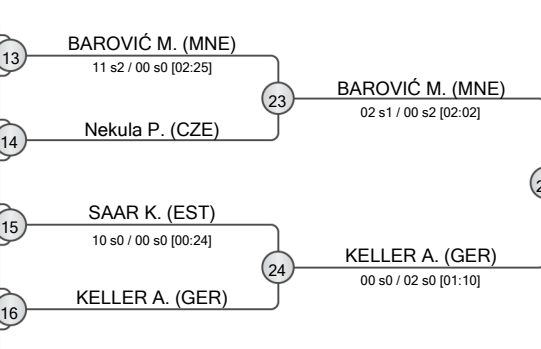 BAROVIĆ M. (MNE)
13
11 s2 / 00 s0 [02:25]
BAROVIĆ M. (MNE)
23
02 s1 / 00 s2 [02:02]
Nekula P. (CZE)
14
SAAR K. (EST)
15
10 s0 / 00 s0 [00:24]
KELLER A. (GER)
24
00 s0 / 02 s0 [01:10]
KELLER A. (GER)
16